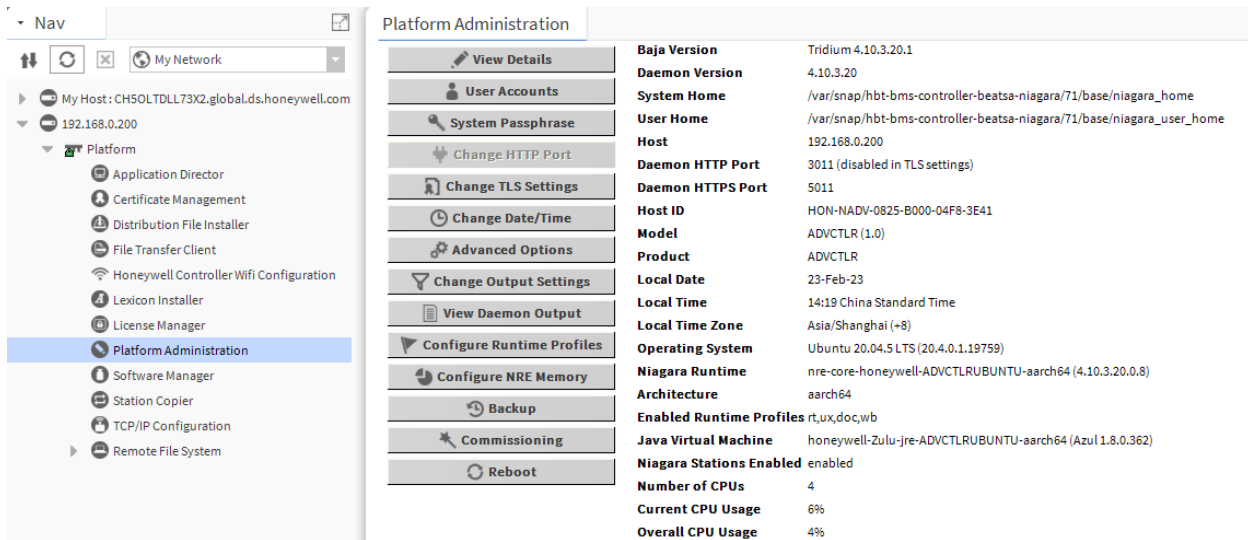 Nav
My Network
My Host : CH5OLTDLL73X2.global.ds.honeywell.com
192.168.0.200
Platform
Application Director
Certificate Management
Distribution File Installer
File Transfer Client
Honeywell Controller Wifi Configuration
Lexicon Installer
License Manager
Platform Administration
Software Manager
Station Copier
TCP/IP Configuration
Remote File System
Platform Administration
View Details
User Accounts
System Passphrase
Change HTTP Port
Change TLS Settings
Change Date/Time
Advanced Options
Change Output Settings
View Daemon Output
Configure Runtime Profiles
Configure NRE Memory
Backup
Commissioning
Reboot
Baja Version Tridium 4.10.3.20.1
Daemon Version 4.10.3.20
System Home /var/snap/hbt-bms-controller-beatsa-niagara/71/base/niagara_home
User Home /var/snap/hbt-bms-controller-beatsa-niagara/71/base/niagara_user_home
Host 192.168.0.200
Daemon HTTP Port 3011 (disabled in TLS settings)
Daemon HTTPS Port 5011
Host ID HON-NADV-0825-B000-04F8-3E41
Model ADVCTLR (1.0)
Product ADVCTLR
Local Date 23-Feb-23
Local Time 14:19 China Standard Time
Local Time Zone Asia/Shanghai (+8)
Operating System Ubuntu 20.04.5 LTS (20.4.0.1.19759)
Niagara Runtime nre-core-honeywell-ADVCTLRUBUNTU-aarch64 (4.10.3.20.0.8)
Architecture aarch64
Enabled Runtime Profiles rt,ux,doc,wb
Java Virtual Machine honeywell-Zulu-jre-ADVCTLRUBUNTU-aarch64 (Azul 1.8.0.362)
Niagara Stations Enabled enabled
Number of CPUs 4
Current CPU Usage 6%
Overall CPU Usage 4%